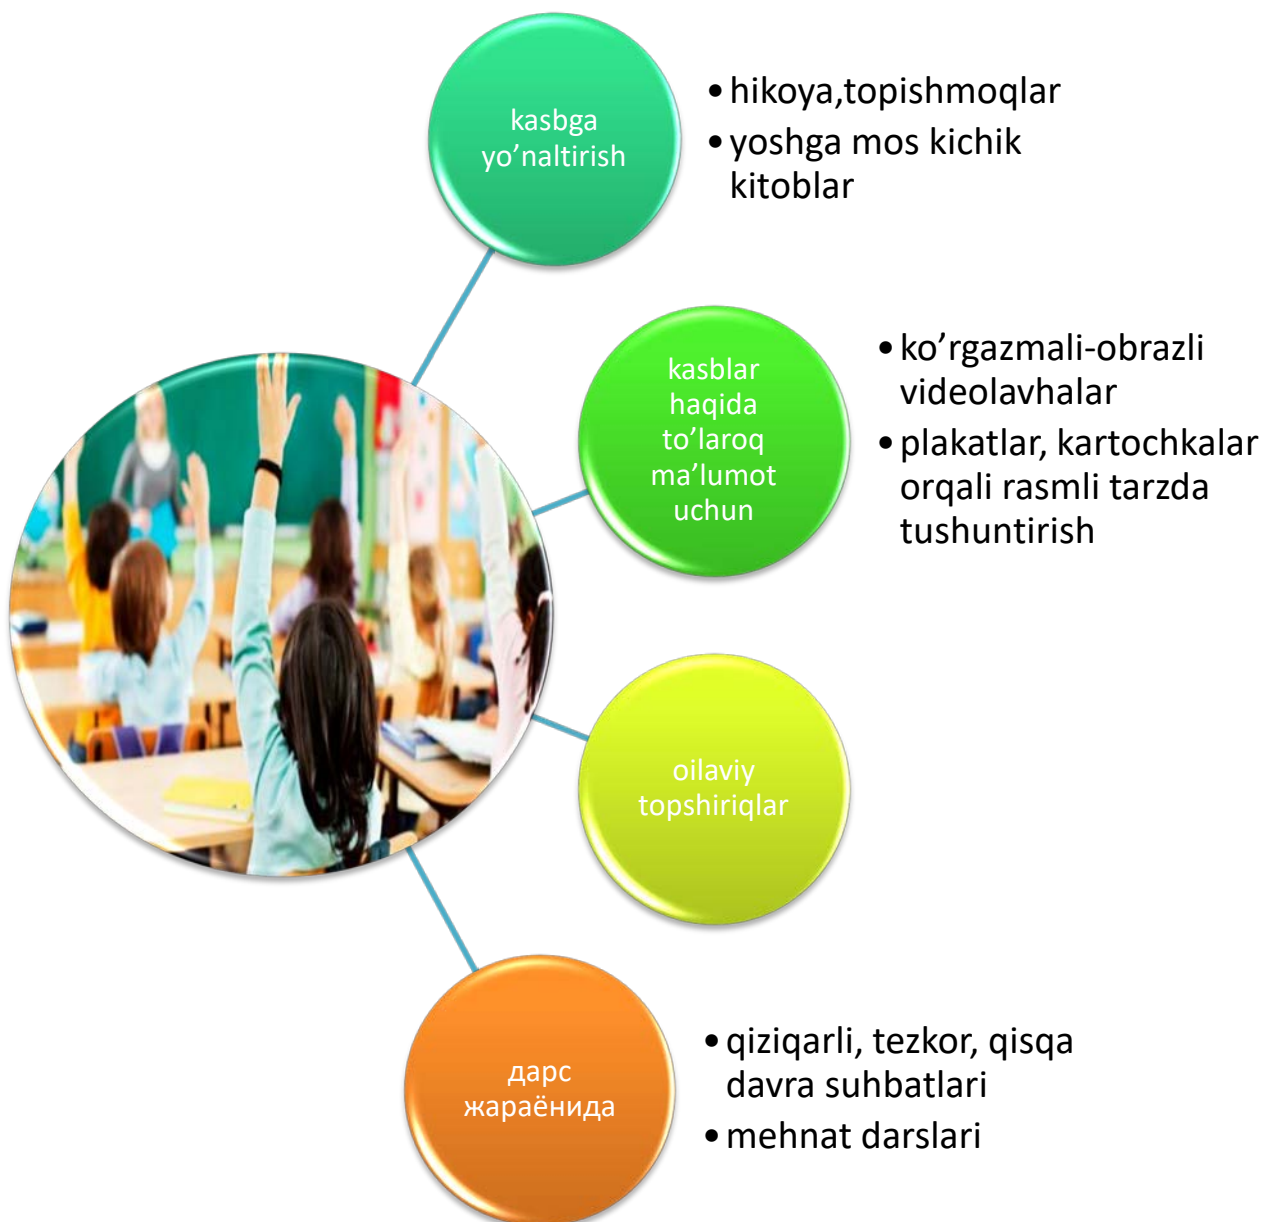 kasbga
yo’naltirish
• hikoya,topishmoqlar
• yoshga mos kichik
kitoblar
kasblar
haqida
to’laroq
ma’lumot
uchun
• ko’rgazmali-obrazli
videolavhalar
• plakatlar, kartochkalar
orqali rasmli tarzda
tushuntirish
oilaviy
topshiriqlar
дарс
жараёнида
• qiziqarli, tezkor, qisqa
davra suhbatlari
• mehnat darslari